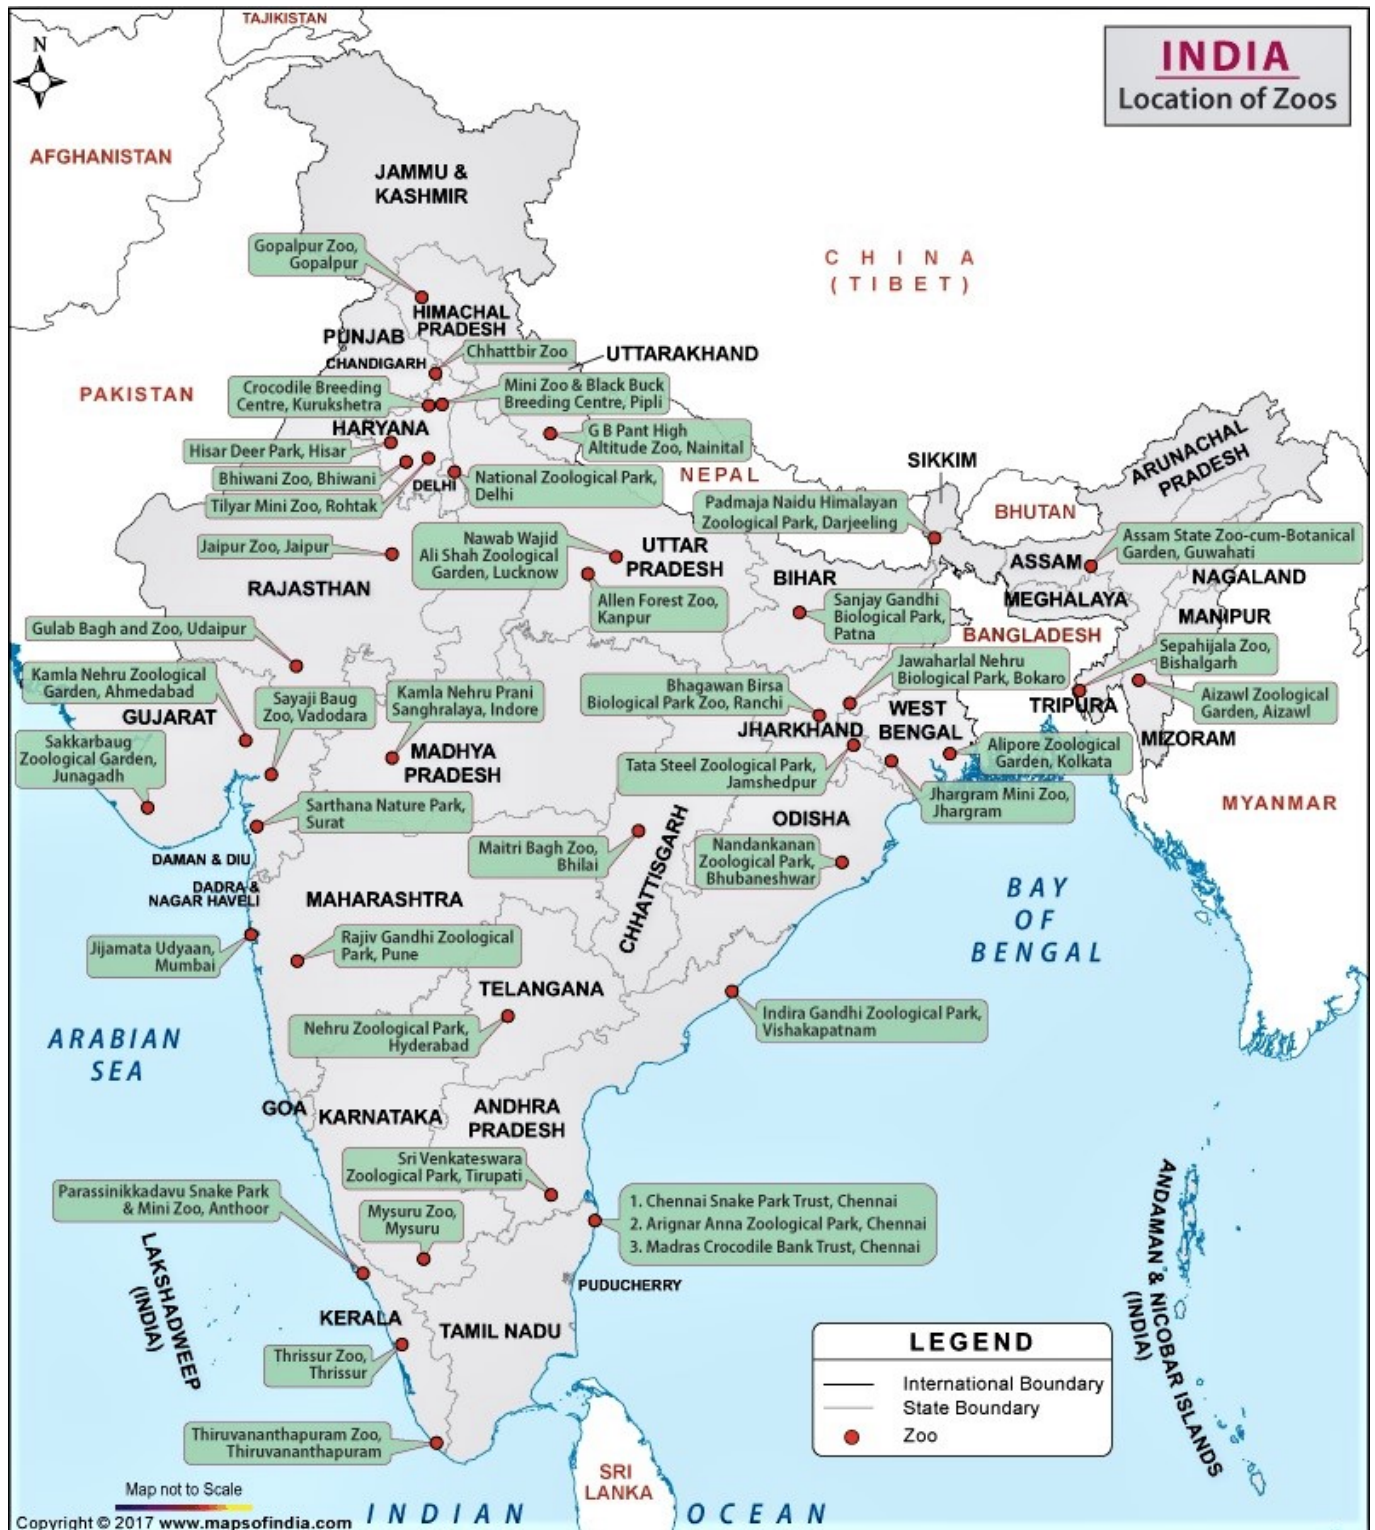 TAJIKISTAN
N
INDIA
Location of Zoos
AFGHANISTAN
JAMMU &
KASHMIR
Gopalpur Zoo,
Gopalpur
CHINA
(TIBET)
HIMACHAL
PRADESH
PUNJAB
CHANDIGARH
Chhattbir Zoo
UTTARAKHAND
PAKISTAN
Crocodile Breeding
Centre, Kurukshetra
Mini Zoo & Black Buck
Breeding Centre, Pipli
HARYANA
G B Pant High
Altitude Zoo, Nainital
Hisar Deer Park, Hisar
Bhiwani Zoo, Bhiwani
Tilyar Mini Zoo, Rohtak
DELHI
National Zoological Park,
Delhi
NEPAL
SIKKIM
ARUNACHAL
PRADESH
Padmaja Naidu Himalayan
Zoological Park, Darjeeling
BHUTAN
Jaipur Zoo, Jaipur
Nawab Wajid
Ali Shah Zoological
Garden, Lucknow
UTTAR
PRADESH
ASSAM
Assam State Zoo-cum-Botanical
Garden, Guwahati
RAJASTHAN
BIHAR
NAGALAND
MEGHALAYA
Allen Forest Zoo,
Kanpur
Sanjay Gandhi
Biological Park,
Patna
MANIPUR
Gulab Bagh and Zoo, Udaipur
BANGLADESH
Sepahijala Zoo,
Bishalgarh
Kamla Nehru Zoological
Garden, Ahmedabad
Sayaji Baug
Zoo, Vadodara
Kamla Nehru Prani
Sanghralaya, Indore
Bhagawan Birsa
Biological Park Zoo, Ranchi
Jawaharlal Nehru
Biological Park, Bokaro
Aizawl Zoological
Garden, Aizawl
GUJARAT
TRIPURA
WEST
BENGAL
JHARKHAND
MIZORAM
Sakkarbaug
Zoological Garden,
Junagadh
MADHYA
PRADESH
Tata Steel Zoological Park,
Jamshedpur
Alipore Zoological
Garden, Kolkata
Jhargram Mini Zoo,
Jhargram
MYANMAR
Sarthana Nature Park,
Surat
ODISHA
Maitri Bagh Zoo,
Bhilai
CHHATTISGARH
Nandankanan
Zoological Park,
Bhubaneshwar
DAMAN & DIU
DADRA &
NAGAR HAVELI
MAHARASHTRA
BAY
OF
BENGAL
Jijamata Udyaan,
Mumbai
Rajiv Gandhi Zoological
Park, Pune
TELANGANA
Nehru Zoological Park,
Hyderabad
Indira Gandhi Zoological Park,
Vishakapatnam
ARABIAN
SEA
GOA
KARNATAKA
ANDHRA
PRADESH
Sri Venkateswara
Zoological Park, Tirupati
Parassinikkadavu Snake Park
& Mini Zoo, Anthoor
Mysuru Zoo,
Mysuru
1. Chennai Snake Park Trust, Chennai
2. Arignar Anna Zoological Park, Chennai
3. Madras Crocodile Bank Trust, Chennai
LAKSHADWEEP
(INDIA)
PUDUCHERRY
ANDAMAN & NICOBAR ISLANDS
(INDIA)
KERALA
TAMIL NADU
Thrissur Zoo,
Thrissur
LEGEND
International Boundary
State Boundary
Zoo
Thiruvananthapuram Zoo,
Thiruvananthapuram
SRI
LANKA
Map not to Scale
INDIAN OCEAN
Copyright © 2017 www.mapsofindia.com